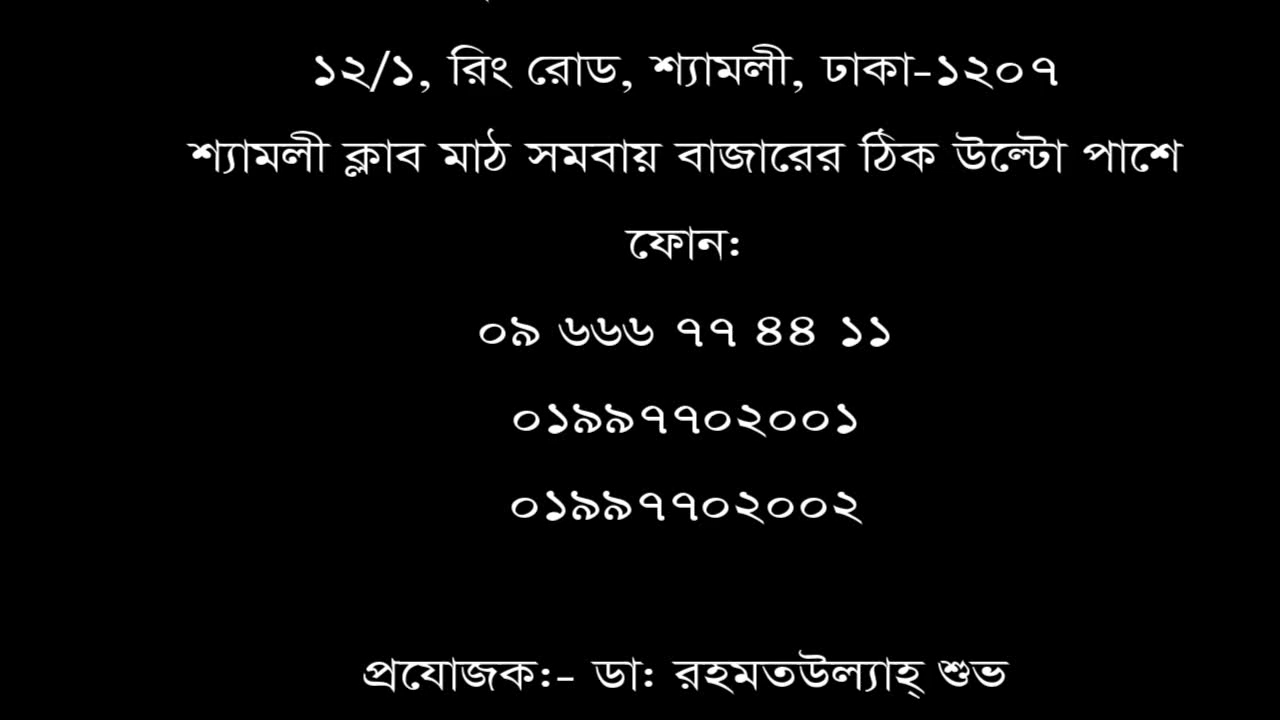 ১২/১, রিং রোড, শ্যামলী, ঢাকা-১২০৭
শ্যামলী ক্লাব মাঠ সমবায় বাজারের ঠিক উল্টো পাশে
ফোন:
০৯ ৬৬৬ ৭৭ ৪৪ ১১
০১৯৯৭৭০২০০১
০১৯৯৭৭০২০০২
প্রযোজক:- ডা: রহমতউল্যাহ্ শুভ